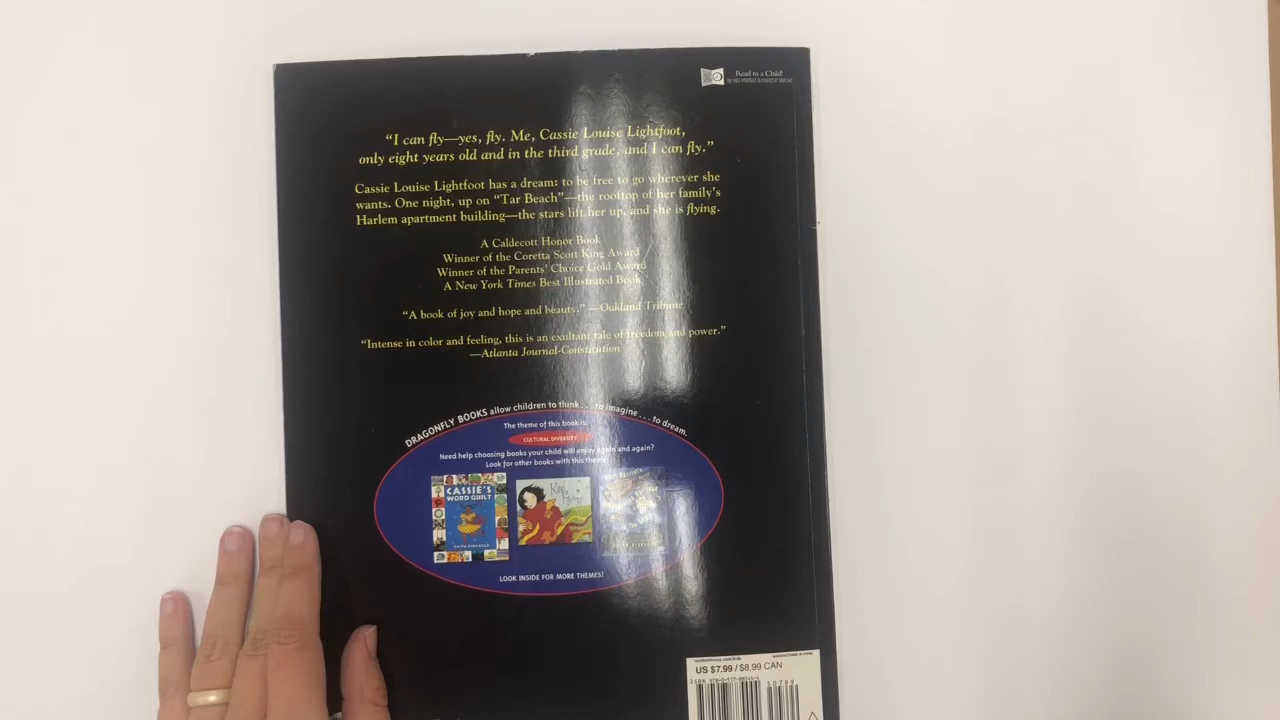 Read to a Child!
"I can fly—yes, fly. Me, Cassie Louise Lightfoot,
only eight years old and in the third grade, and I can fly."
Cassie Louise Lightfoot has a dream: to be free to go wherever she
wants. One night, up on "Tar Beach"—the rooftop of her family's
Harlem apartment building—the stars lift her up, and she is flying.
A Caldecott Honor Book
Winner of the Coretta Scott King Award
Winner of the Parents' Choice Gold Award
A New York Times Best Illustrated Book
"A book of joy and hope and beauty." —Oakland Tribune
"Intense in color and feeling, this is an exultant tale of freedom and power."
—Atlanta Journal-Constitution
DRAGONFLY BOOKS allow children to think . . . to imagine . . . to dream.
The theme of this book is:
CULTURAL DIVERSITY
Need help choosing books your child will enjoy again and again?
Look for other books with this theme:
CASSIE'S
WORD QUILT
FAITH RINGGOLD
LOOK INSIDE FOR MORE THEMES!
randomhouse.com/kids
MANUFACTURED IN CHINA
US $7.99 / $8.99 CAN
50799